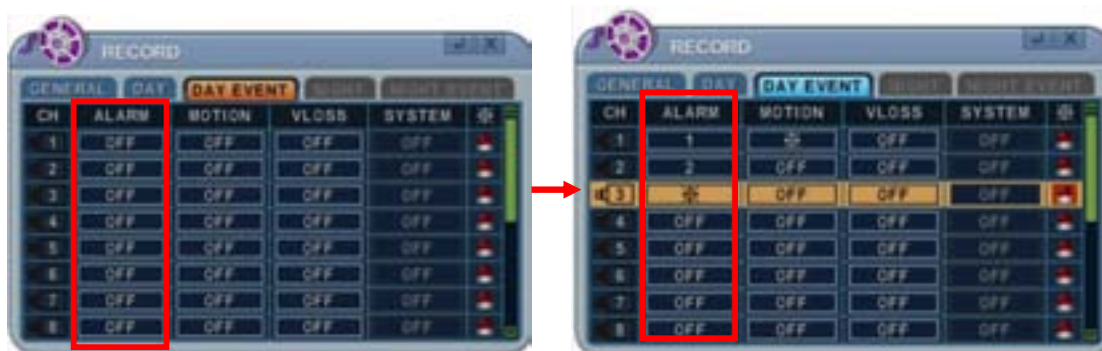 RECORD
GENERAL DAY DAY EVENT NIGHT NIGHT EVENT
CH ALARM MOTION VLOSS SYSTEM
1 OFF OFF OFF OFF
2 OFF OFF OFF OFF
3 OFF OFF OFF OFF
4 OFF OFF OFF OFF
5 OFF OFF OFF OFF
6 OFF OFF OFF OFF
7 OFF OFF OFF OFF
8 OFF OFF OFF OFF
RECORD
GENERAL DAY DAY EVENT NIGHT NIGHT EVENT
CH ALARM MOTION VLOSS SYSTEM
1 1 OFF OFF
2 2 OFF OFF OFF
3 OFF OFF OFF
4 OFF OFF OFF OFF
5 OFF OFF OFF OFF
6 OFF OFF OFF OFF
7 OFF OFF OFF OFF
8 OFF OFF OFF OFF